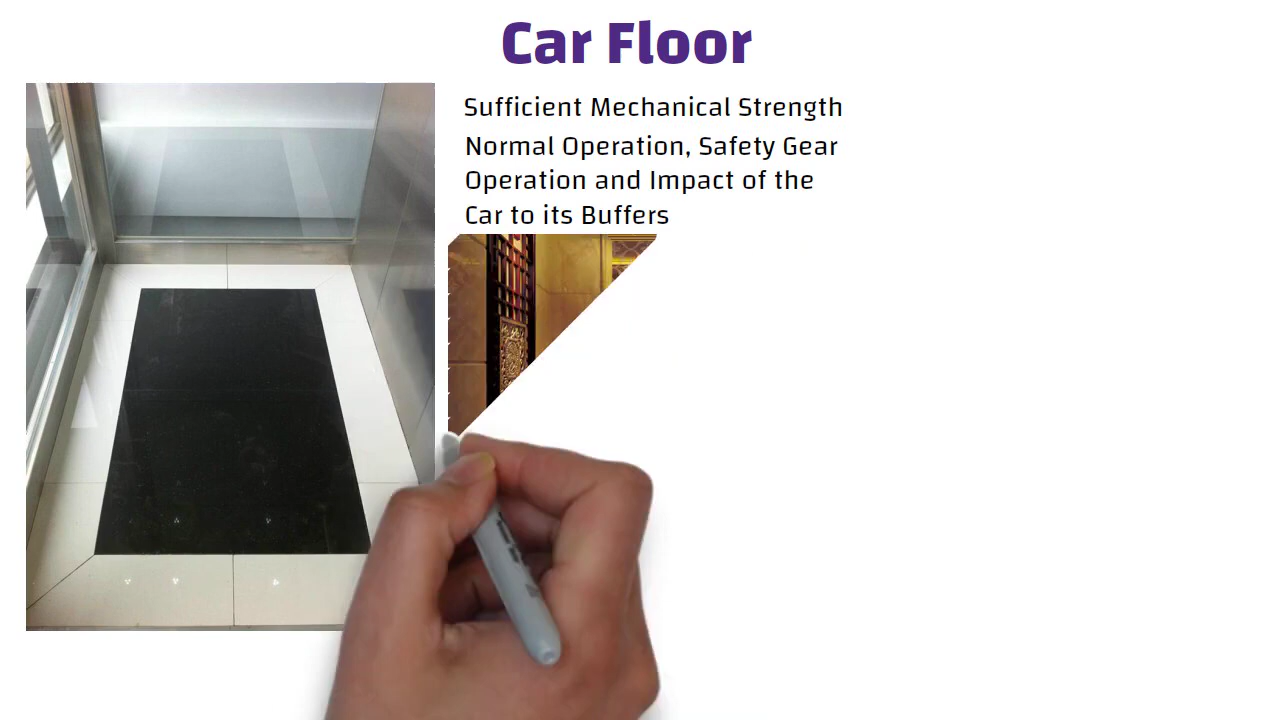 Car Floor
Sufficient Mechanical Strength
Normal Operation, Safety Gear
Operation and Impact of the
Car to its Buffers